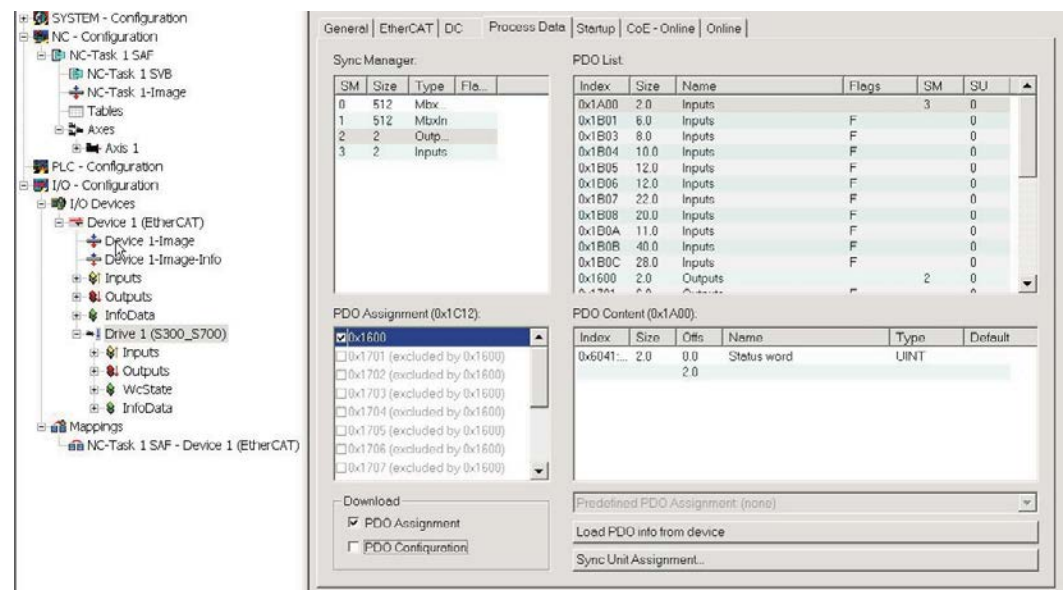 SYSTEM - Configuration
NC - Configuration
NC-Task 1 SAF
NC-Task 1 SVB
NC-Task 1-Image
Tables
Axes
Axis 1
PLC - Configuration
I/O - Configuration
I/O Devices
Device 1 (EtherCAT)
Device 1-Image
Device 1-Image-Info
Inputs
Outputs
InfoData
Drive 1 (S300_S700)
Inputs
Outputs
WcState
InfoData
Mappings
NC-Task 1 SAF - Device 1 (EtherCAT)
General EtherCAT DC Process Data Startup CoE - Online Online
Sync Manager:
SM Size Type Fla...
0 512 Mbx...
1 512 MbxIn
2 2 Outp...
3 2 Inputs
PDO List:
Index Size Name Flags SM SU
0x1A00 2.0 Inputs 3 0
0x1B01 6.0 Inputs F 0
0x1B03 8.0 Inputs F 0
0x1B04 10.0 Inputs F 0
0x1B05 12.0 Inputs F 0
0x1B06 12.0 Inputs F 0
0x1B07 22.0 Inputs F 0
0x1B08 20.0 Inputs F 0
0x1B0A 11.0 Inputs F 0
0x1B0B 40.0 Inputs F 0
0x1B0C 28.0 Inputs F 0
0x1600 2.0 Outputs 2 0
PDO Assignment (0x1C12):
0x1600
0x1701 (excluded by 0x1600)
0x1702 (excluded by 0x1600)
0x1703 (excluded by 0x1600)
0x1704 (excluded by 0x1600)
0x1705 (excluded by 0x1600)
0x1706 (excluded by 0x1600)
0x1707 (excluded by 0x1600)
PDO Content (0x1A00):
Index Size Offs Name Type Default
0x6041:... 2.0 0.0 Status word UINT
2.0
Download
PDO Assignment
PDO Configuration
Predefined PDO Assignment: (none)
Load PDO info from device
Sync Unit Assignment...